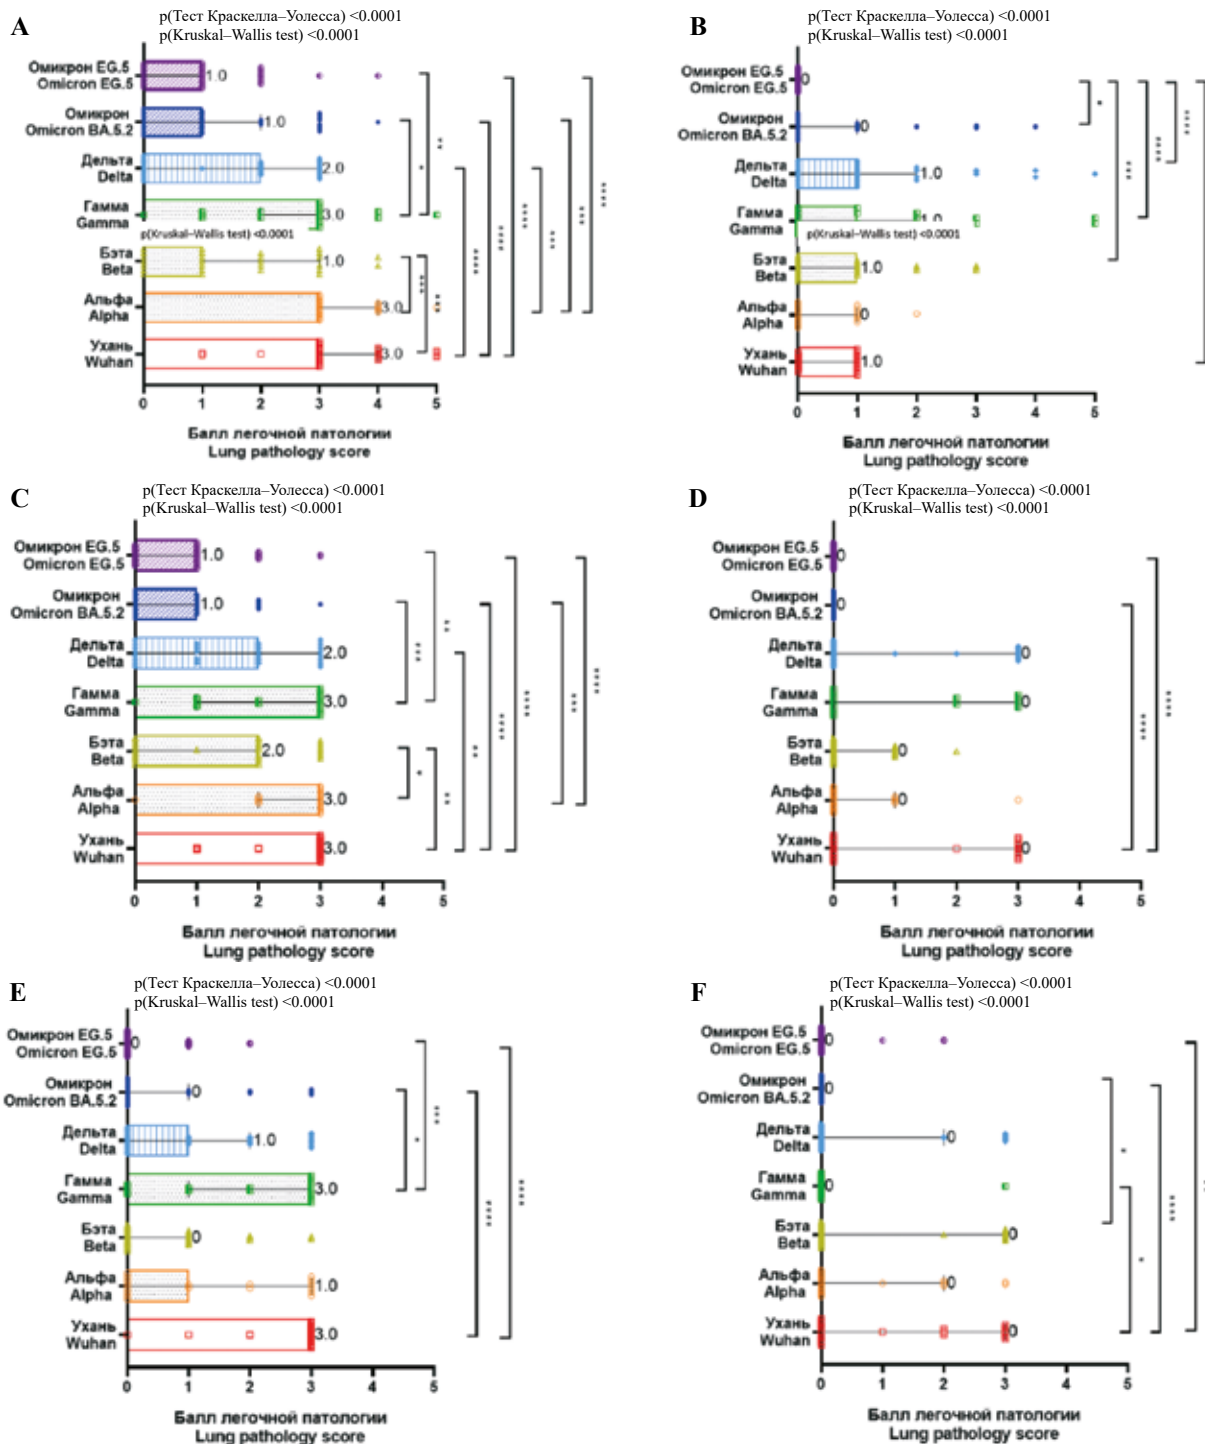 A
p(Тест Краскелла–Уолесса) <0.0001
p(Kruskal–Wallis test) <0.0001
Омикрон EG.5
Omicron EG.5
1.0
Омикрон
Omicron BA.5.2
1.0
Дельта
Delta
2.0
Гамма
Gamma
3.0
p(Kruskal–Wallis test) <0.0001
Бэта
Beta
1.0
Альфа
Alpha
3.0
Ухань
Wuhan
3.0
** * **** **** **** *** *** **** *** ***
0 1 2 3 4 5
Балл легочной патологии
Lung pathology score
B
p(Тест Краскелла–Уолесса) <0.0001
p(Kruskal–Wallis test) <0.0001
Омикрон EG.5
Omicron EG.5
0
Омикрон
Omicron BA.5.2
0
Дельта
Delta
1.0
Гамма
Gamma
1.0
p(Kruskal–Wallis test) <0.0001
Бэта
Beta
1.0
Альфа
Alpha
0
Ухань
Wuhan
1.0
* *** **** ****
0 1 2 3 4 5
Балл легочной патологии
Lung pathology score
C
p(Тест Краскелла–Уолесса) <0.0001
p(Kruskal–Wallis test) <0.0001
Омикрон EG.5
Omicron EG.5
1.0
Омикрон
Omicron BA.5.2
1.0
Дельта
Delta
2.0
Гамма
Gamma
3.0
Бэта
Beta
2.0
Альфа
Alpha
3.0
Ухань
Wuhan
3.0
*** ** * ** ** **** **** *** ****
0 1 2 3 4 5
Балл легочной патологии
Lung pathology score
D
p(Тест Краскелла–Уолесса) <0.0001
p(Kruskal–Wallis test) <0.0001
Омикрон EG.5
Omicron EG.5
0
Омикрон
Omicron BA.5.2
0
Дельта
Delta
0
Гамма
Gamma
0
Бэта
Beta
0
Альфа
Alpha
0
Ухань
Wuhan
0
**** ****
0 1 2 3 4 5
Балл легочной патологии
Lung pathology score
E
p(Тест Краскелла–Уолесса) <0.0001
p(Kruskal–Wallis test) <0.0001
Омикрон EG.5
Omicron EG.5
0
Омикрон
Omicron BA.5.2
0
Дельта
Delta
1.0
Гамма
Gamma
3.0
Бэта
Beta
0
Альфа
Alpha
1.0
Ухань
Wuhan
3.0
* *** **** ****
0 1 2 3 4 5
Балл легочной патологии
Lung pathology score
F
p(Тест Краскелла–Уолесса) <0.0001
p(Kruskal–Wallis test) <0.0001
Омикрон EG.5
Omicron EG.5
0
Омикрон
Omicron BA.5.2
0
Дельта
Delta
0
Гамма
Gamma
0
Бэта
Beta
0
Альфа
Alpha
0
Ухань
Wuhan
0
* * ****
0 1 2 3 4 5
Балл легочной патологии
Lung pathology score